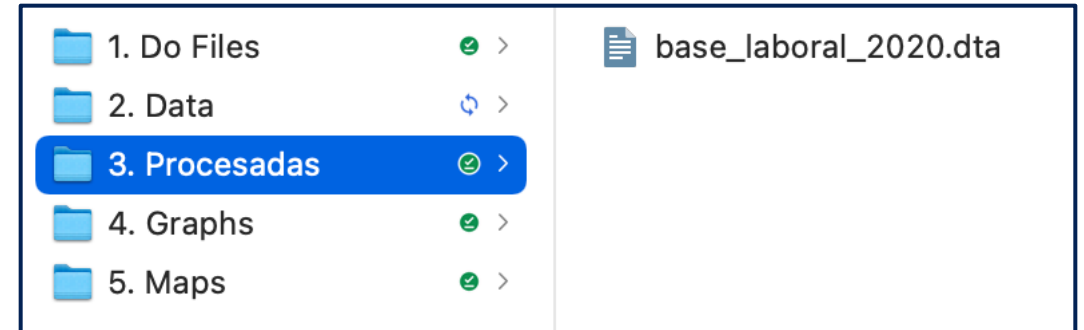 1. Do Files
2. Data
3. Procesadas
4. Graphs
5. Maps
base_laboral_2020.dta